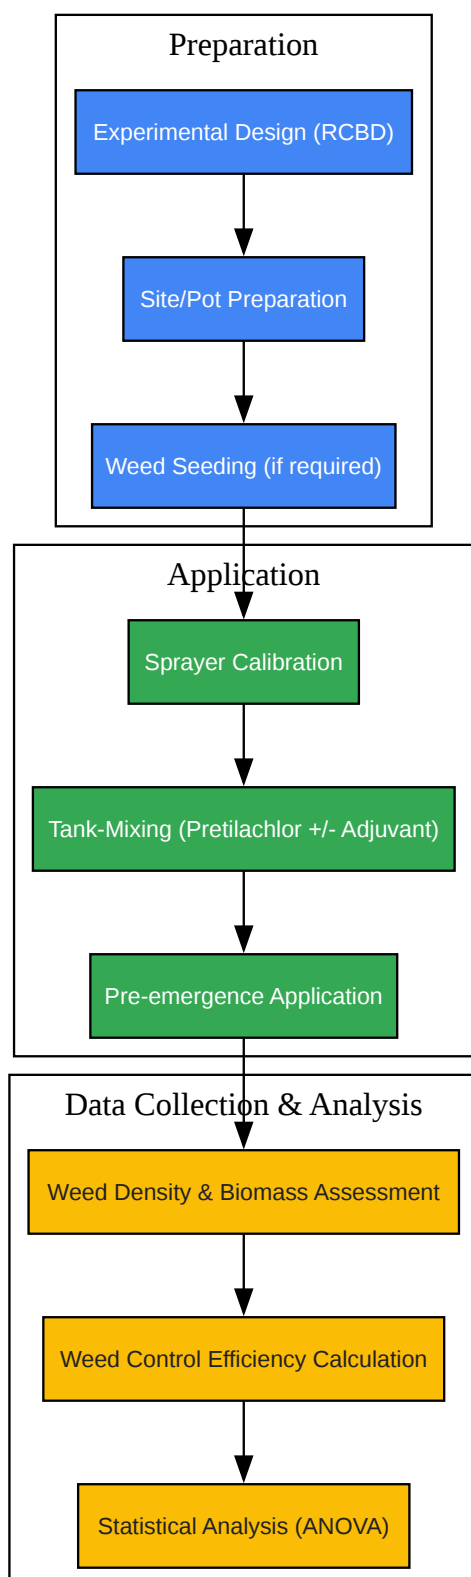 Preparation
Experimental Design (RCBD)
Site/Pot Preparation
Weed Seeding (if required)
Application
Sprayer Calibration
Tank-Mixing (Pretilachlor +/- Adjuvant)
Pre-emergence Application
Data Collection & Analysis
Weed Density & Biomass Assessment
Weed Control Efficiency Calculation
Statistical Analysis (ANOVA)